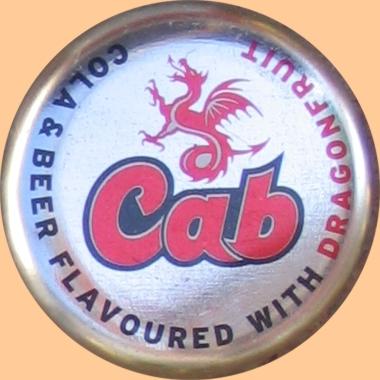 Cab
COLA & BEER FLAVOURED WITH DRAGONFRUIT